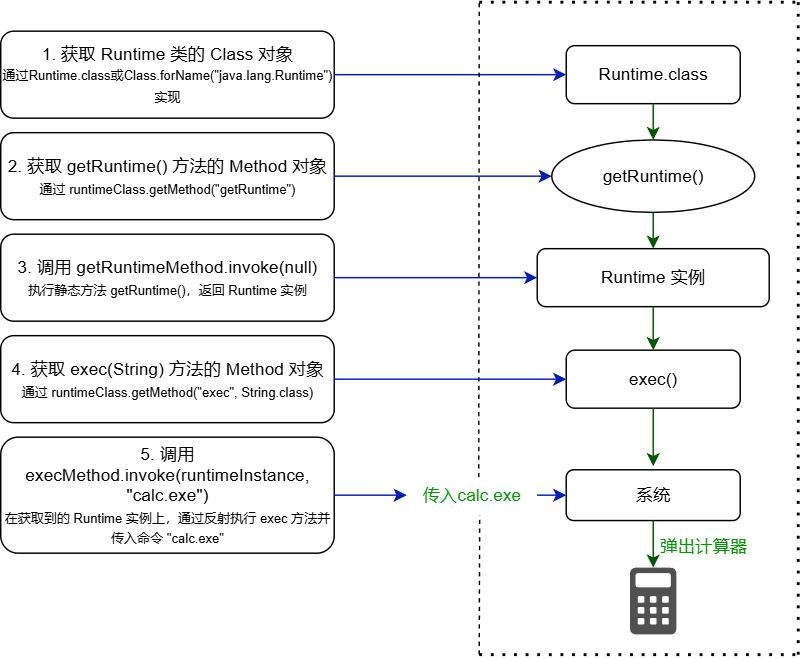 1. 获取 Runtime 类的 Class 对象
通过Runtime.class或Class.forName("java.lang.Runtime")
实现
Runtime.class
2. 获取 getRuntime() 方法的 Method 对象
通过 runtimeClass.getMethod("getRuntime")
getRuntime()
3. 调用 getRuntimeMethod.invoke(null)
执行静态方法 getRuntime()，返回 Runtime 实例
Runtime 实例
4. 获取 exec(String) 方法的 Method 对象
通过 runtimeClass.getMethod("exec", String.class)
exec()
5. 调用
execMethod.invoke(runtimeInstance,
"calc.exe")
在获取到的 Runtime 实例上，通过反射执行 exec 方法并
传入命令 "calc.exe"
传入calc.exe
系统
弹出计算器